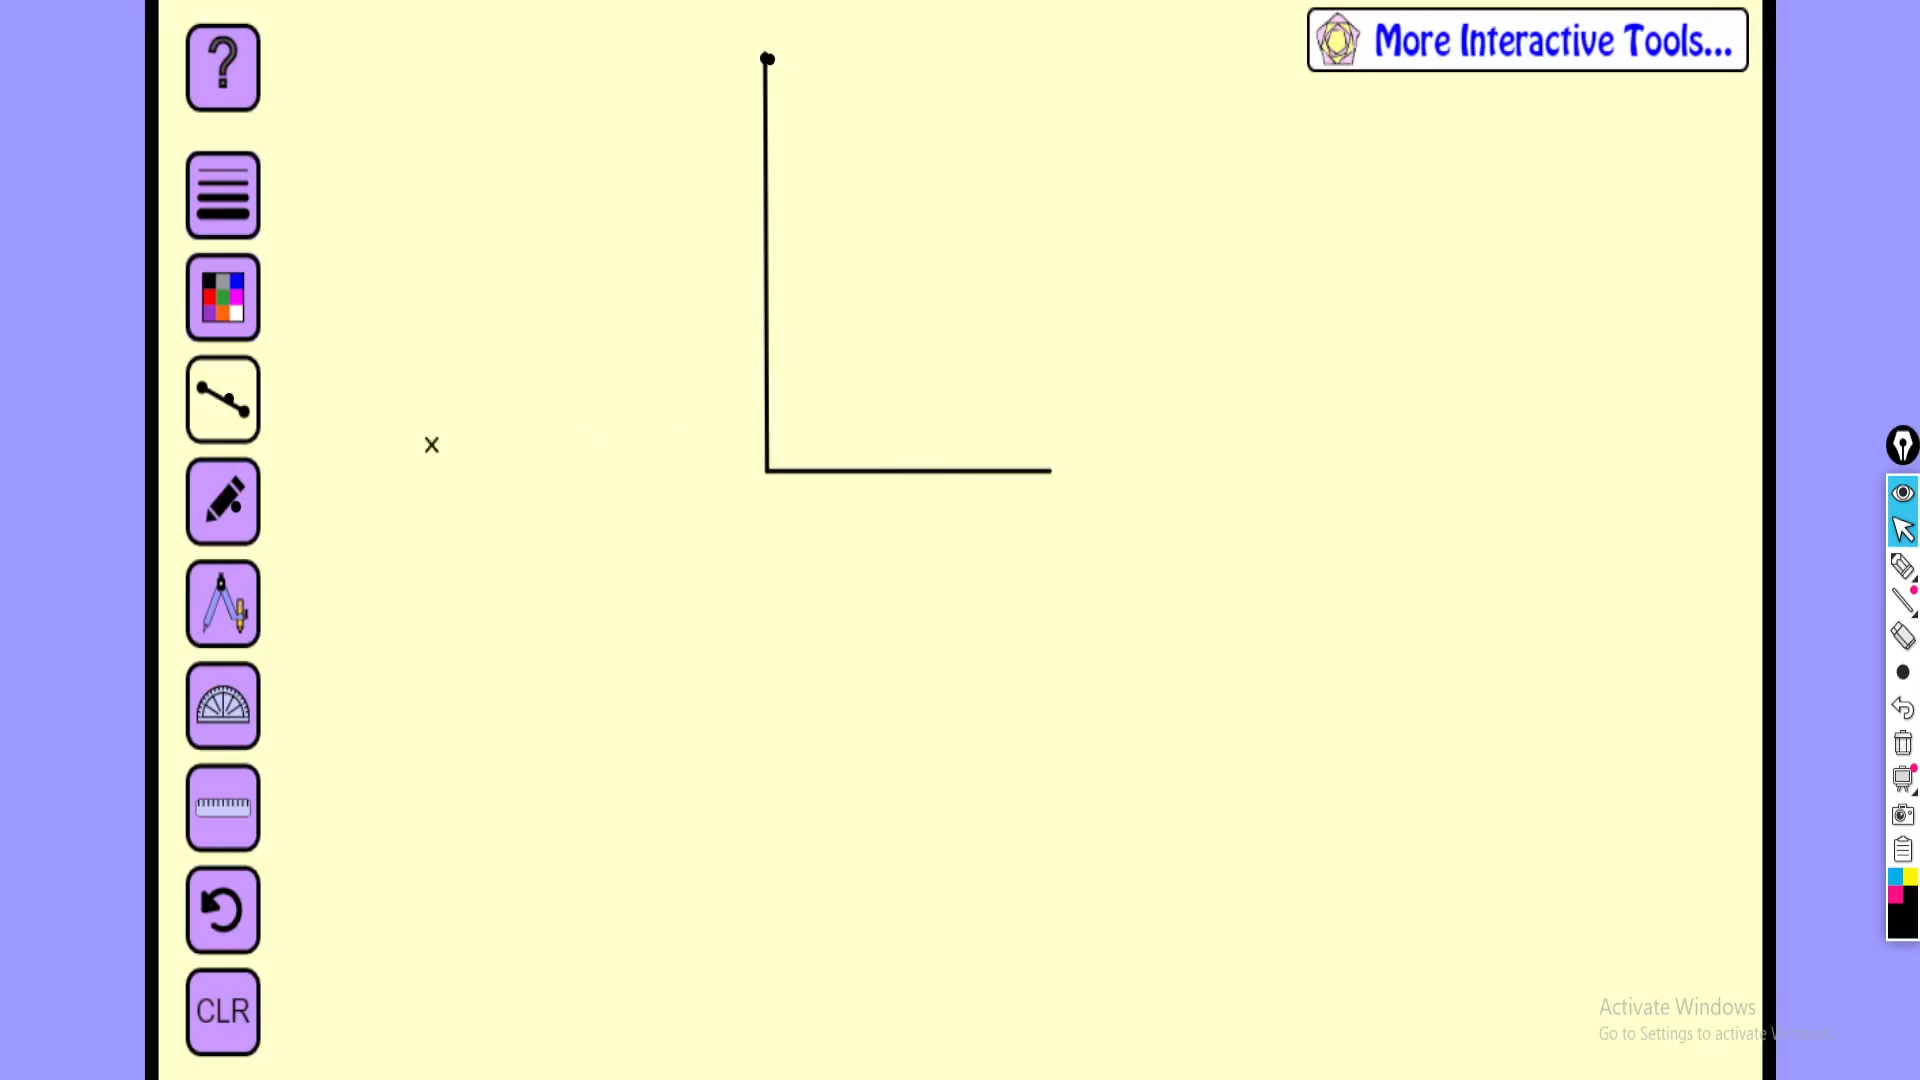 ?
More Interactive Tools...
x
CLR
Activate Windows
Go to Settings to activate Windows.